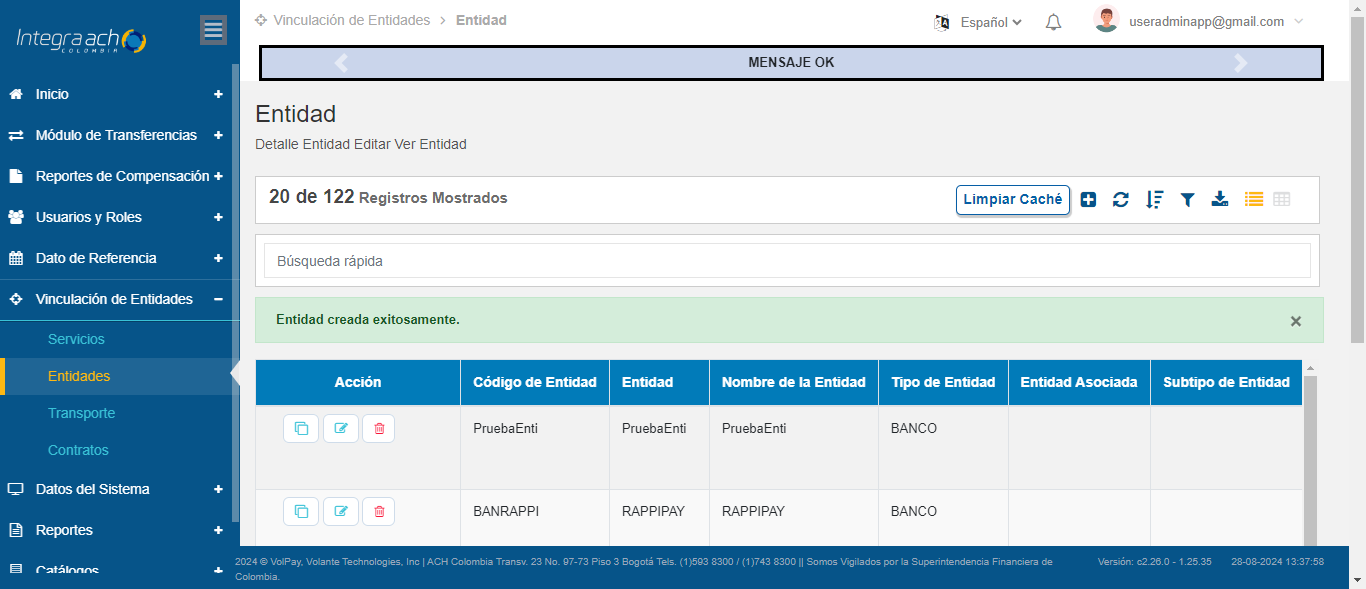 Vinculación de Entidades > Entidad
Español
useradminapp@gmail.com
Integra ach
COLOMBIA
MENSAJE OK
Inicio +
Módulo de Transferencias +
Reportes de Compensación +
Usuarios y Roles +
Dato de Referencia +
Vinculación de Entidades −
Servicios
Entidades
Transporte
Contratos
Datos del Sistema +
Reportes +
Catálogos +
Entidad
Detalle Entidad Editar Ver Entidad
20 de 122 Registros Mostrados
Limpiar Caché
Búsqueda rápida
Entidad creada exitosamente. ×
Acción Código de Entidad Entidad Nombre de la Entidad Tipo de Entidad Entidad Asociada Subtipo de Entidad
PruebaEnti PruebaEnti PruebaEnti BANCO
BANRAPPI RAPPIPAY RAPPIPAY BANCO
2024 © VolPay, Volante Technologies, Inc | ACH Colombia Transv. 23 No. 97-73 Piso 3 Bogotá Tels. (1)593 8300 / (1)743 8300 || Somos Vigilados por la Superintendencia Financiera de
Colombia.
Versión: c2.26.0 - 1.25.35 28-08-2024 13:37:58